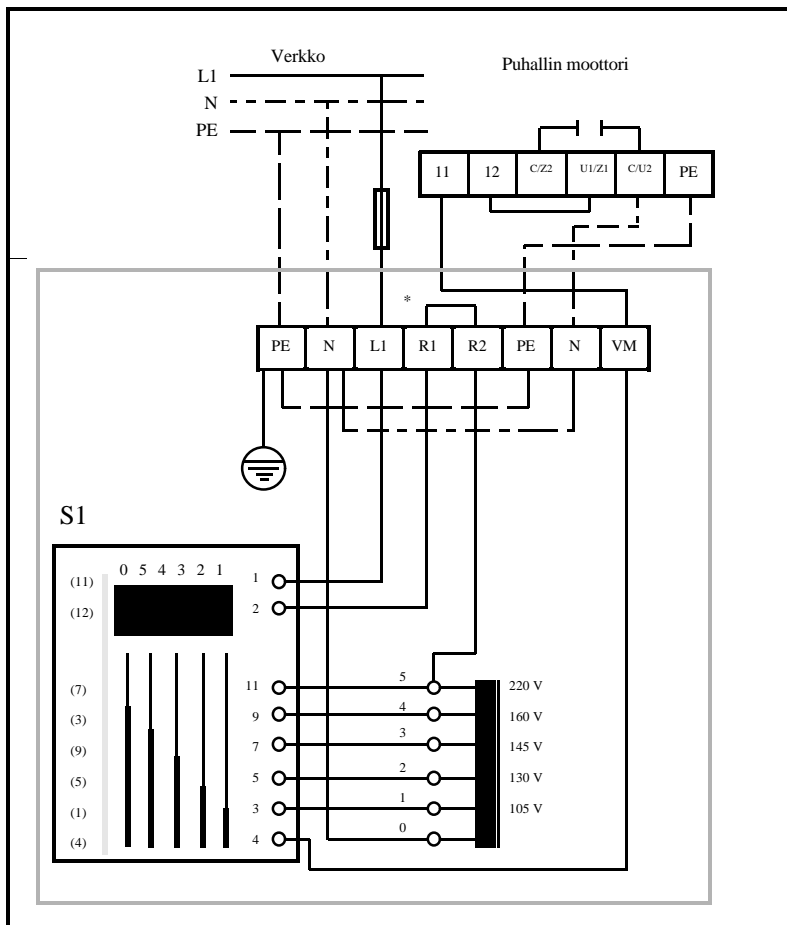 Verkko
Puhallin moottori
L1
N
PE
11 12 C/Z2 U1/Z1 C/U2 PE
*
PE N L1 R1 R2 PE N VM
S1
0 5 4 3 2 1
(11) 1
(12) 2
(7) 11 5 220 V
(3) 9 4 160 V
(9) 7 3 145 V
(5) 5 2 130 V
(1) 3 1 105 V
(4) 4 0